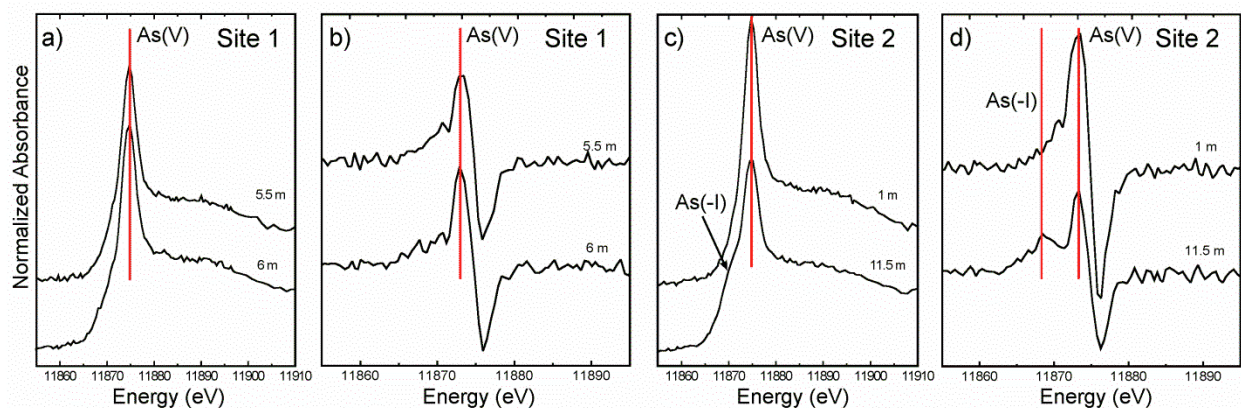 a)
As(V)
Site 1
5.5 m
6 m
11860 11870 11880 11890 11900 11910
Energy (eV)
Normalized Absorbance
b)
As(V)
Site 1
5.5 m
6 m
11860 11870 11880 11890
Energy (eV)
c)
As(V)
Site 2
As(-I)
1 m
11.5 m
11860 11870 11880 11890 11900 11910
Energy (eV)
d)
As(V)
Site 2
As(-I)
1 m
11.5 m
11860 11870 11880 11890
Energy (eV)